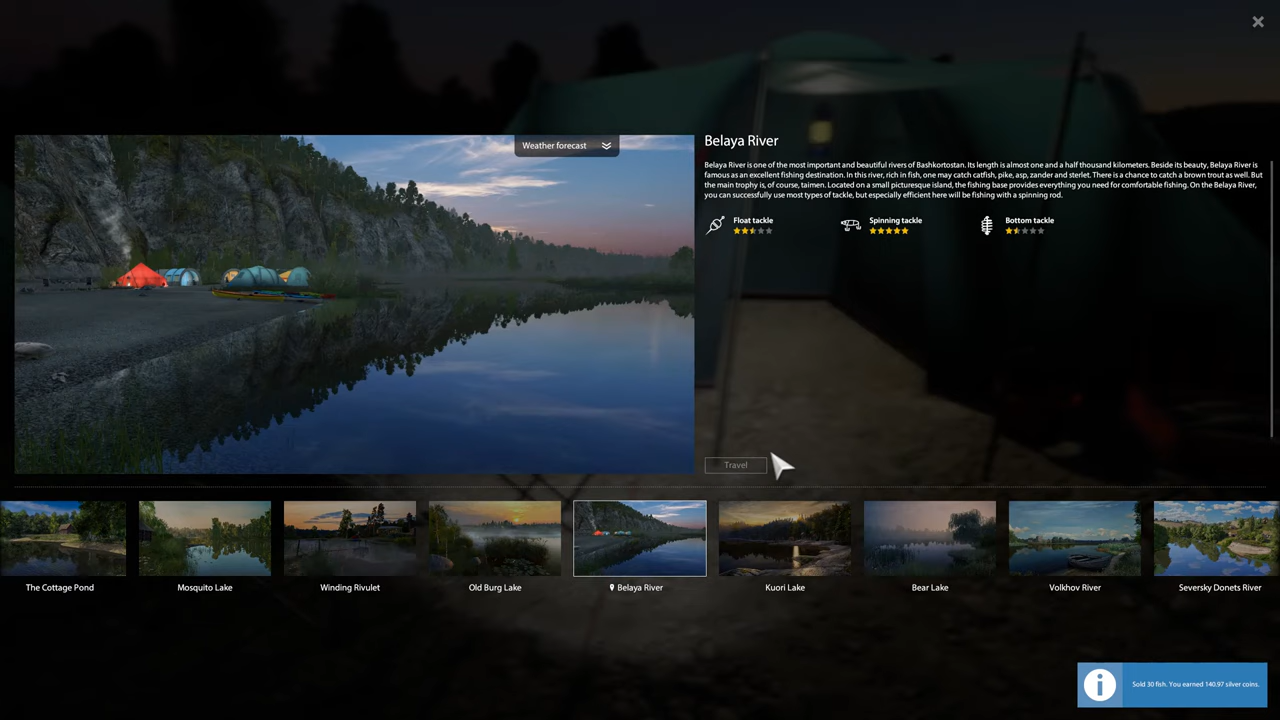 Weather forecast
Belaya River
Belaya River is one of the most important and beautiful rivers of Bashkortostan. Its length is almost one and a half thousand kilometers. Beside its beauty, Belaya River is
famous as an excellent fishing destination. In this river, rich in fish, one may catch catfish, pike, asp, zander and sterlet. There is a chance to catch a brown trout as well. But
the main trophy is, of course, taimen. Located on a small picturesque island, the fishing base provides everything you need for comfortable fishing. On the Belaya River,
you can successfully use most types of tackle, but especially efficient here will be fishing with a spinning rod.
Float tackle
Spinning tackle
Bottom tackle
Travel
The Cottage Pond
Mosquito Lake
Winding Rivulet
Old Burg Lake
Belaya River
Kuori Lake
Bear Lake
Volkhov River
Seversky Donets River
Sold 30 fish. You earned 140.97 silver coins.